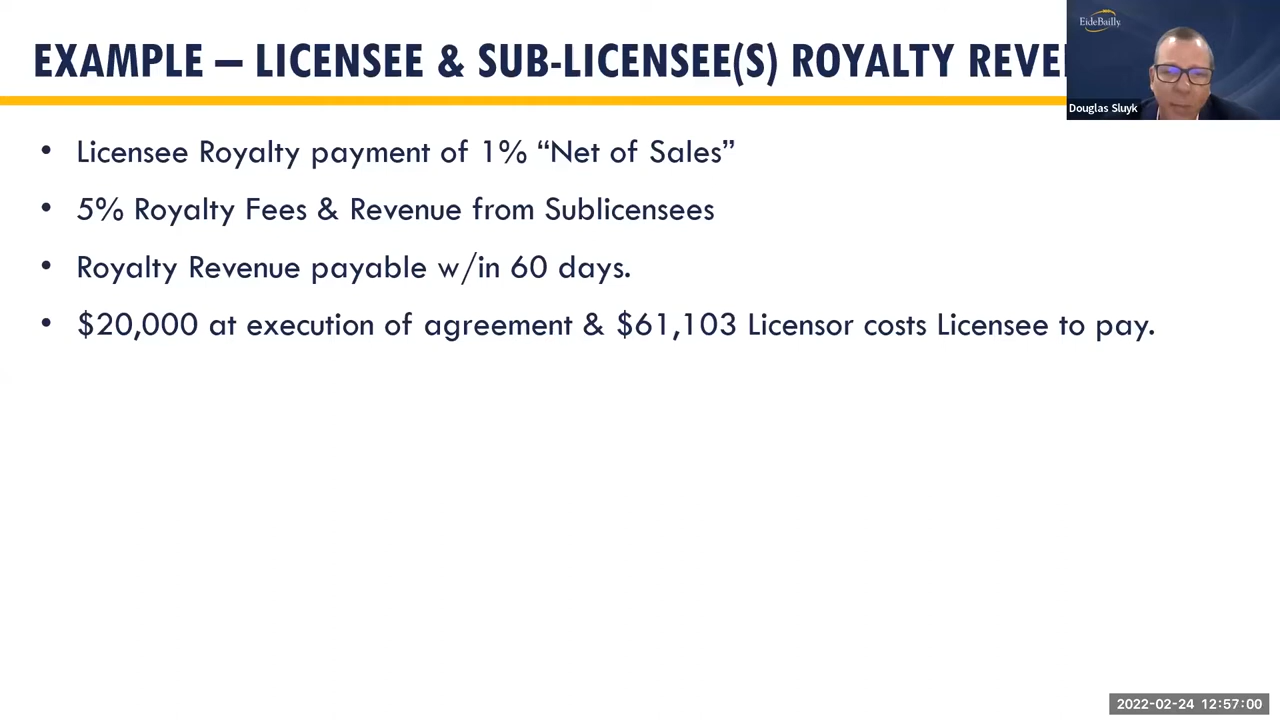 EXAMPLE – LICENSEE & SUB-LICENSEE(S) ROYALTY
EideBailly
Douglas Sluyk
• Licensee Royalty payment of 1% “Net of Sales”
• 5% Royalty Fees & Revenue from Sublicensees
• Royalty Revenue payable w/in 60 days.
• $20,000 at execution of agreement & $61,103 Licensor costs Licensee to pay.
2022-02-24 12:57:00